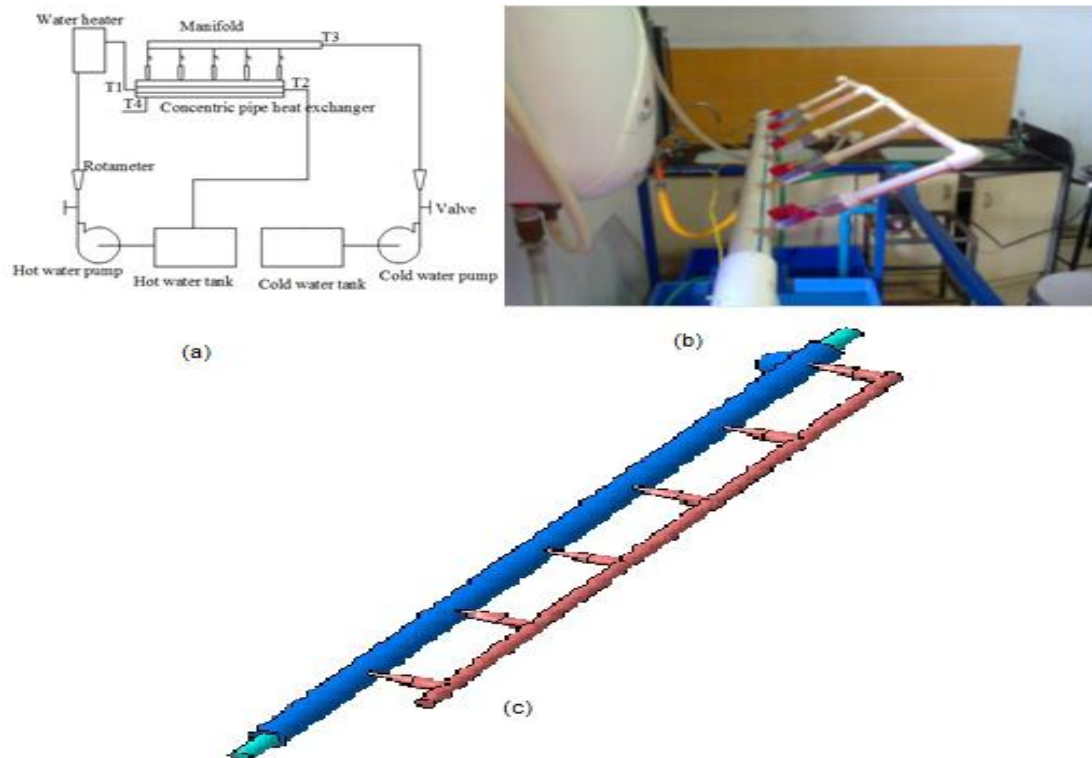 Water heater
Manifold
T3
T1
T2
T4
Concentric pipe heat exchanger
Rotameter
Valve
Hot water pump
Hot water tank
Cold water tank
Cold water pump
(a)
(b)
(c)